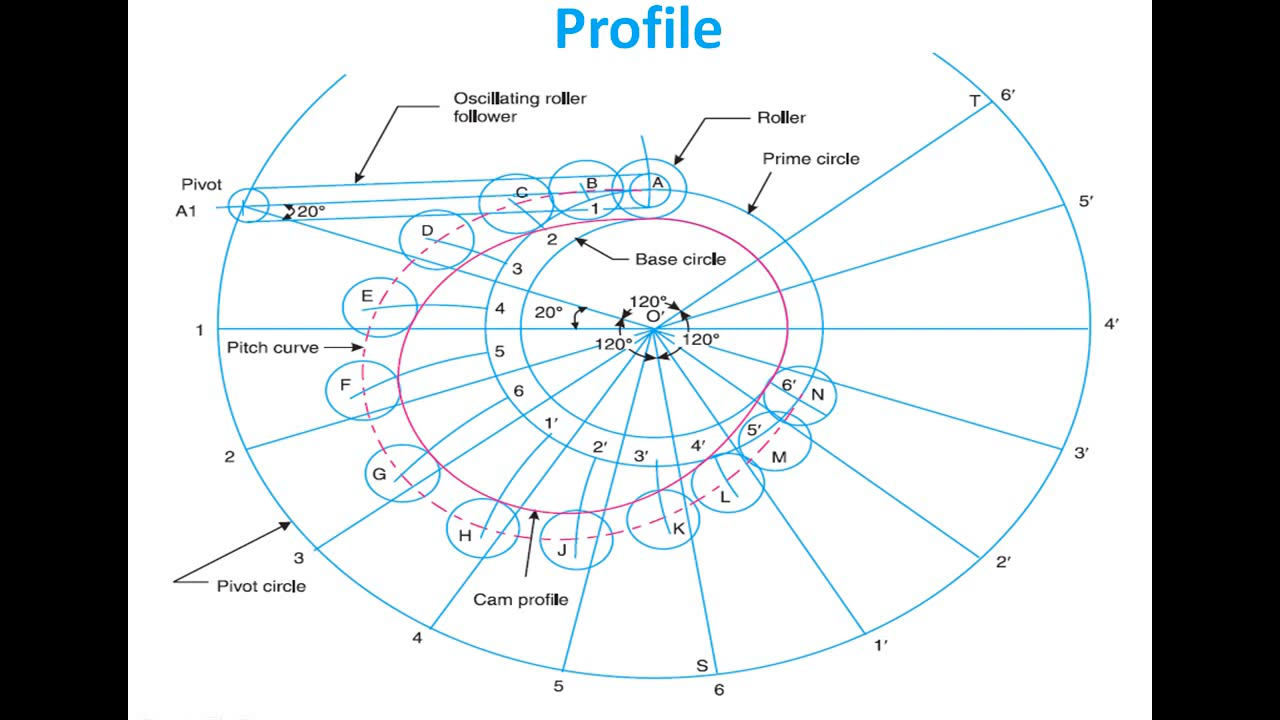 Profile
T 6′
Oscillating roller
follower
Roller
Prime circle
Pivot
A1
20°
C
B
A
1
5′
D
2
3
Base circle
E
4
20°
120°
O′
120°
120°
1
4′
Pitch curve
5
F
6
6′
N
1′
2′
3′
4′
5′
M
2
3′
G
L
H
J
K
3
2′
Pivot circle
Cam profile
4
1′
S
5
6